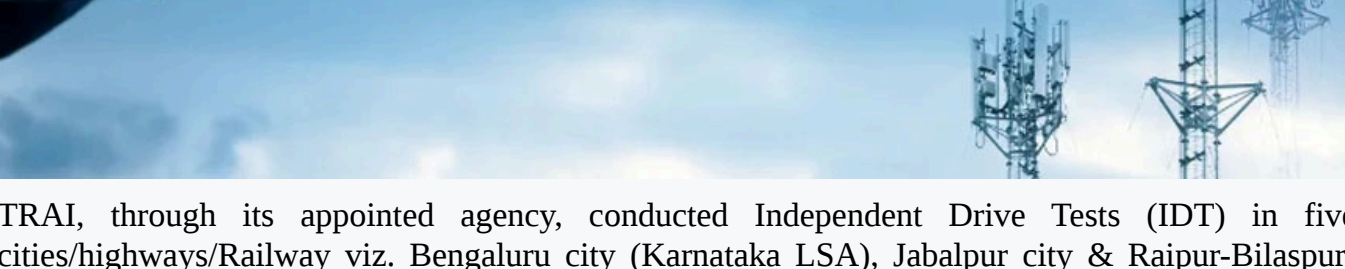 TRAI, through its appointed agency, conducted Independent Drive Tests (IDT) in five
cities/highways/Railway viz. Bengaluru city (Karnataka LSA), Jabalpur city & Raipur-Bilaspur